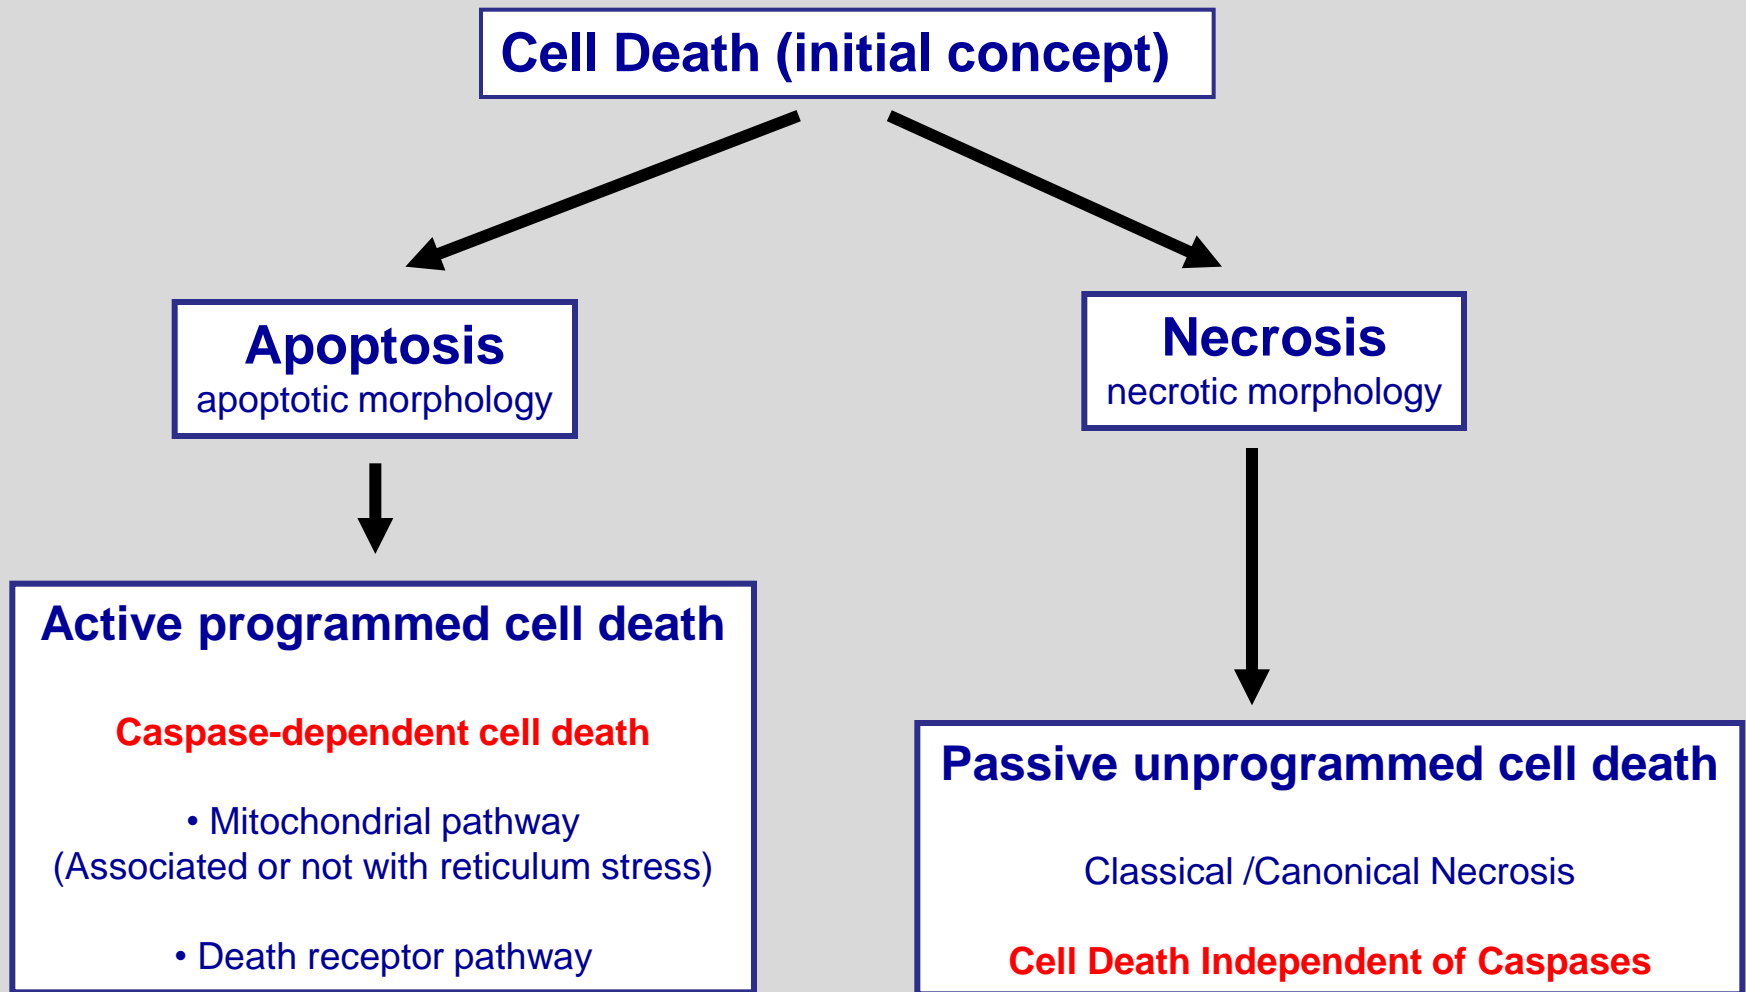 Cell Death (initial concept)
Apoptosis
apoptotic morphology
Necrosis
necrotic morphology
Active programmed cell death
Caspase-dependent cell death
• Mitochondrial pathway
(Associated or not with reticulum stress)
• Death receptor pathway
Passive unprogrammed cell death
Classical /Canonical Necrosis
Cell Death Independent of Caspases